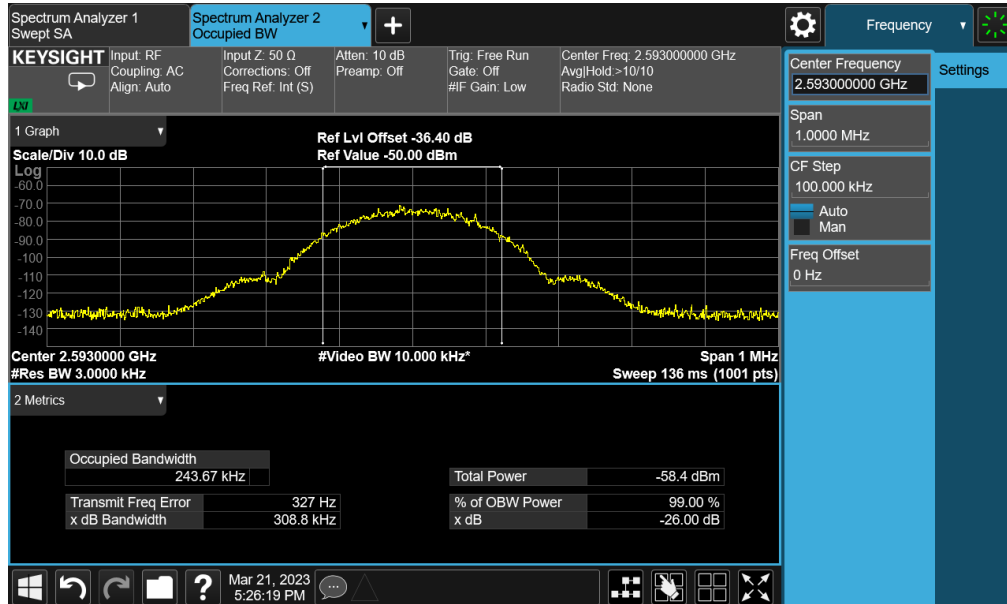 Spectrum Analyzer 1
Swept SA
Spectrum Analyzer 2
Occupied BW
Frequency
KEYSIGHT
LXI
Input: RF
Coupling: AC
Align: Auto
Input Z: 50 Ω
Corrections: Off
Freq Ref: Int (S)
Atten: 10 dB
Preamp: Off
Trig: Free Run
Gate: Off
#IF Gain: Low
Center Freq: 2.593000000 GHz
Avg|Hold:>10/10
Radio Std: None
Center Frequency
2.593000000 GHz
Settings
Span
1.0000 MHz
CF Step
100.000 kHz
Auto
Man
Freq Offset
0 Hz
1 Graph
Scale/Div 10.0 dB
Ref Lvl Offset -36.40 dB
Ref Value -50.00 dBm
Log
-60.0
-70.0
-80.0
-90.0
-100
-110
-120
-130
-140
Center 2.5930000 GHz
#Video BW 10.000 kHz*
Span 1 MHz
#Res BW 3.0000 kHz
Sweep 136 ms (1001 pts)
2 Metrics
Occupied Bandwidth
243.67 kHz
Total Power -58.4 dBm
Transmit Freq Error 327 Hz
% of OBW Power 99.00 %
x dB Bandwidth 308.8 kHz
x dB -26.00 dB
?
Mar 21, 2023
5:26:19 PM